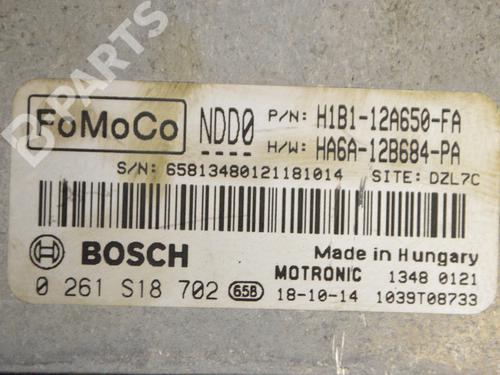 B-PARTS
FoMoCo
NDD0
P/N: H1B1-12A650-FA
H/W: HA6A-12B684-PA
S/N: 65813480121181014 SITE: DZL7C
BOSCH
Made in Hungary
MOTRONIC 1348 0121
0 261 S18 702 65B 18-10-14 1039T08733